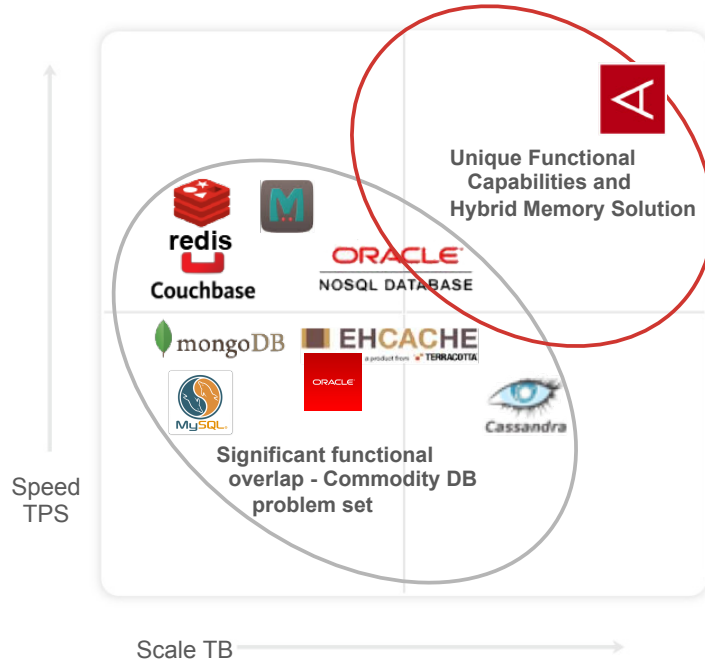 Unique Functional
Capabilities and
Hybrid Memory Solution
redis
Couchbase
ORACLE
NOSQL DATABASE
mongoDB
EHCACHE
a product from TERRACOTTA
ORACLE
MySQL
Cassandra
Significant functional
overlap - Commodity DB
problem set
Speed
TPS
Scale TB